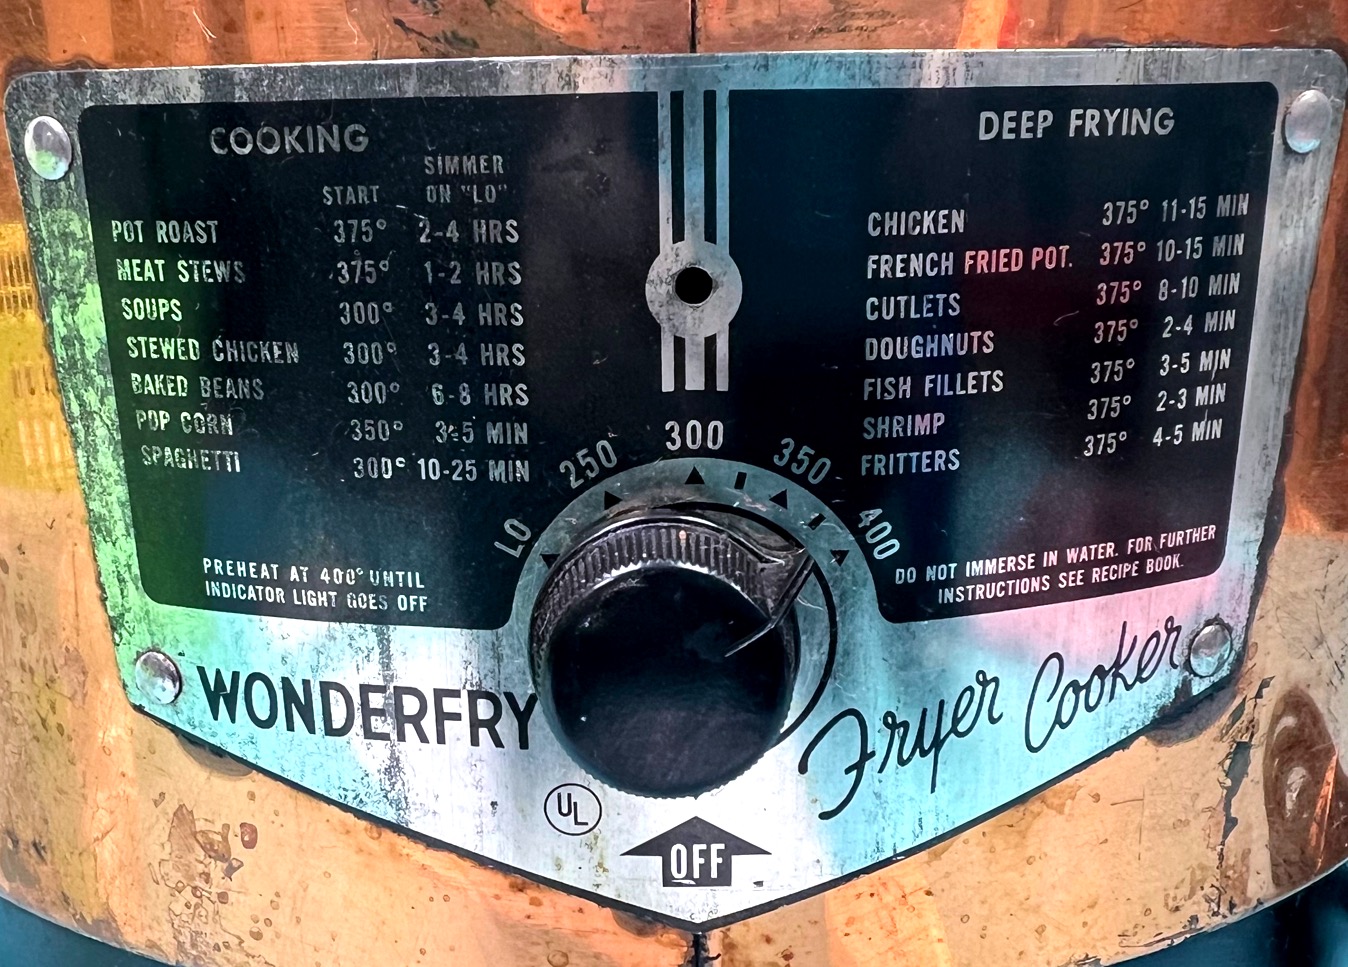 COOKING
START SIMMER ON "LO"
POT ROAST 375° 2-4 HRS
MEAT STEWS 375° 1-2 HRS
SOUPS 300° 3-4 HRS
STEWED CHICKEN 300° 3-4 HRS
BAKED BEANS 300° 6-8 HRS
POP CORN 350° 3-5 MIN
SPAGHETTI 300° 10-25 MIN
PREHEAT AT 400° UNTIL
INDICATOR LIGHT GOES OFF
DEEP FRYING
CHICKEN 375° 11-15 MIN
FRENCH FRIED POT. 375° 10-15 MIN
CUTLETS 375° 8-10 MIN
DOUGHNUTS 375° 2-4 MIN
FISH FILLETS 375° 3-5 MIN
SHRIMP 375° 2-3 MIN
FRITTERS 375° 4-5 MIN
DO NOT IMMERSE IN WATER. FOR FURTHER
INSTRUCTIONS SEE RECIPE BOOK.
LO 250 300 350 400
WONDERFRY
Fryer Cooker
UL
OFF